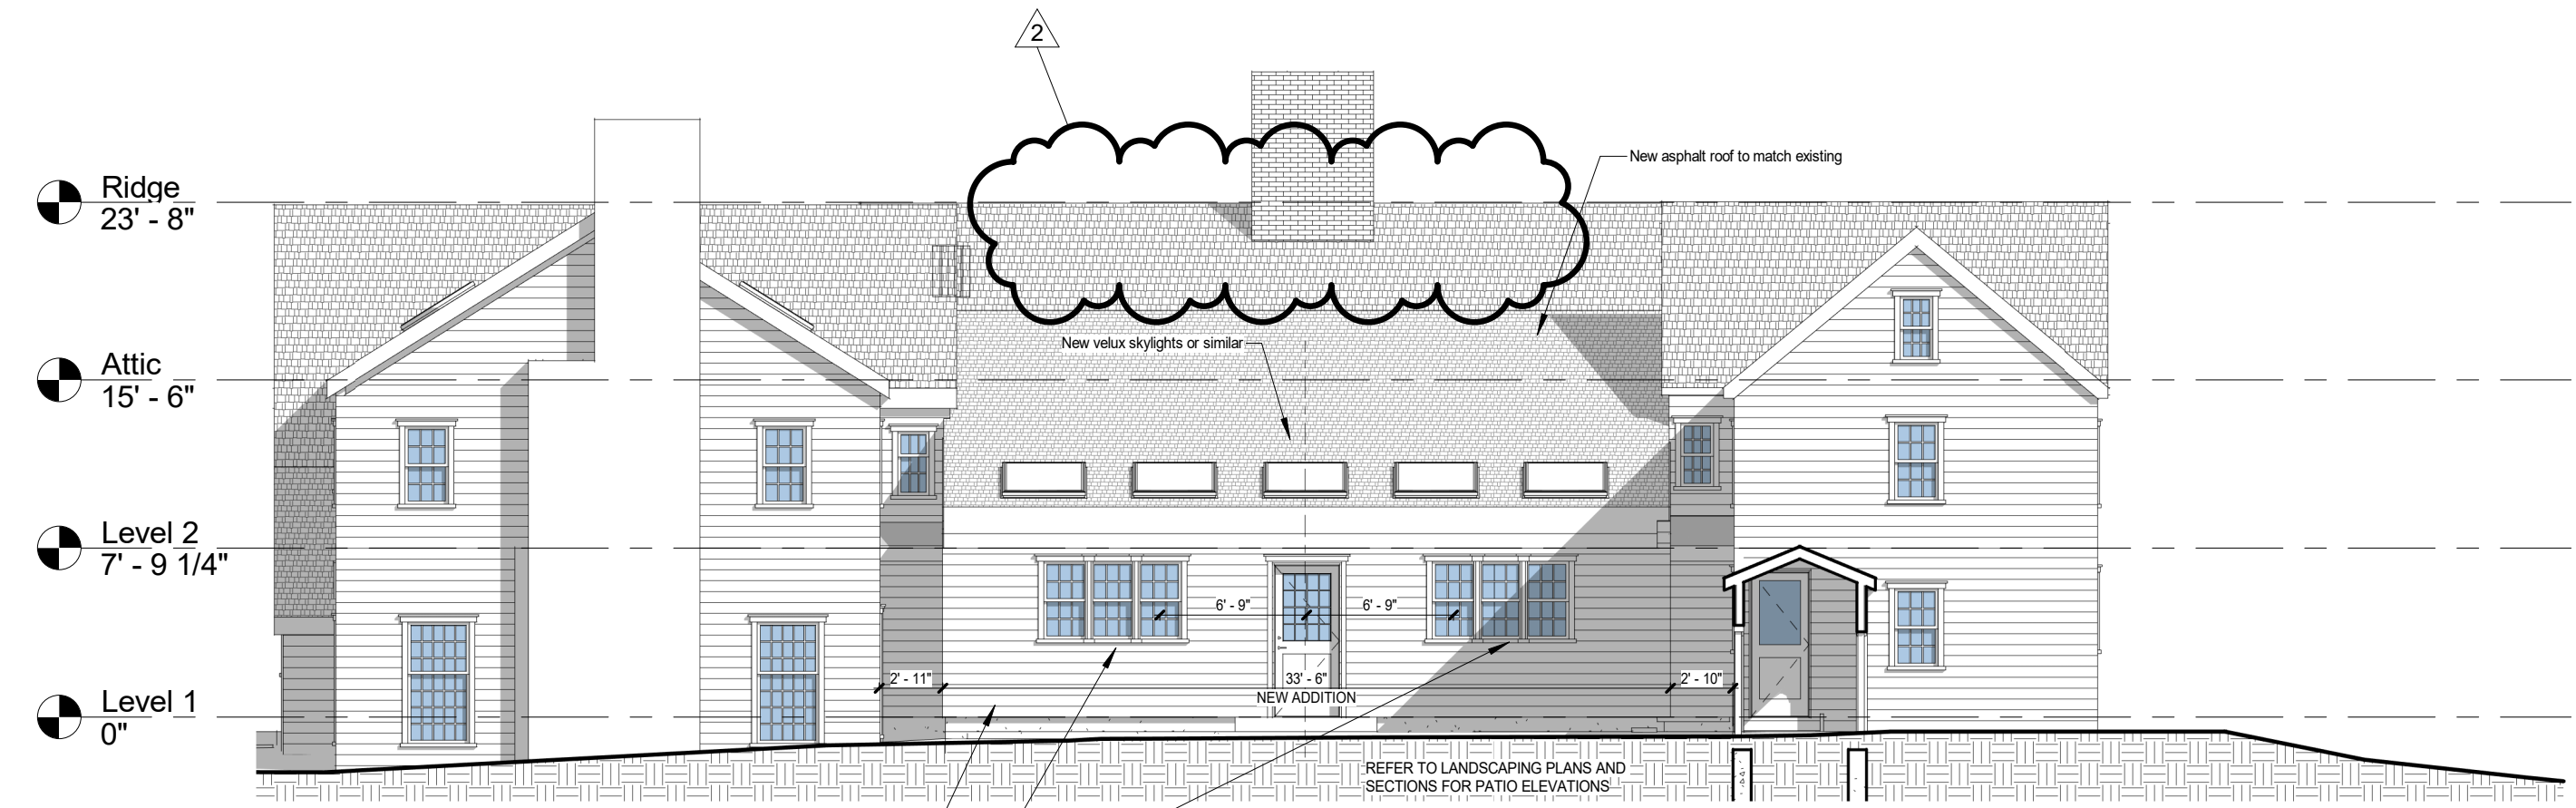 2
New asphalt roof to match existing
Ridge
23' - 8"
New velux skylights or similar
Attic
15' - 6"
Level 2
7' - 9 1/4"
6' - 9"
6' - 9"
2' - 11"
33' - 6"
2' - 10"
NEW ADDITION
Level 1
0"
REFER TO LANDSCAPING PLANS AND
SECTIONS FOR PATIO ELEVATIONS